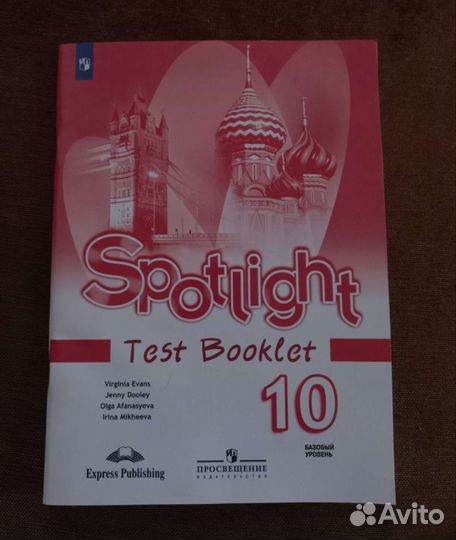 Spotlight
Test Booklet
Virginia Evans
Jenny Dooley
Olga Afanasyeva
Irina Mikheeva
10
БАЗОВЫЙ
УРОВЕНЬ
Express Publishing
ПРОСВЕЩЕНИЕ
ИЗДАТЕЛЬСТВО
Avito